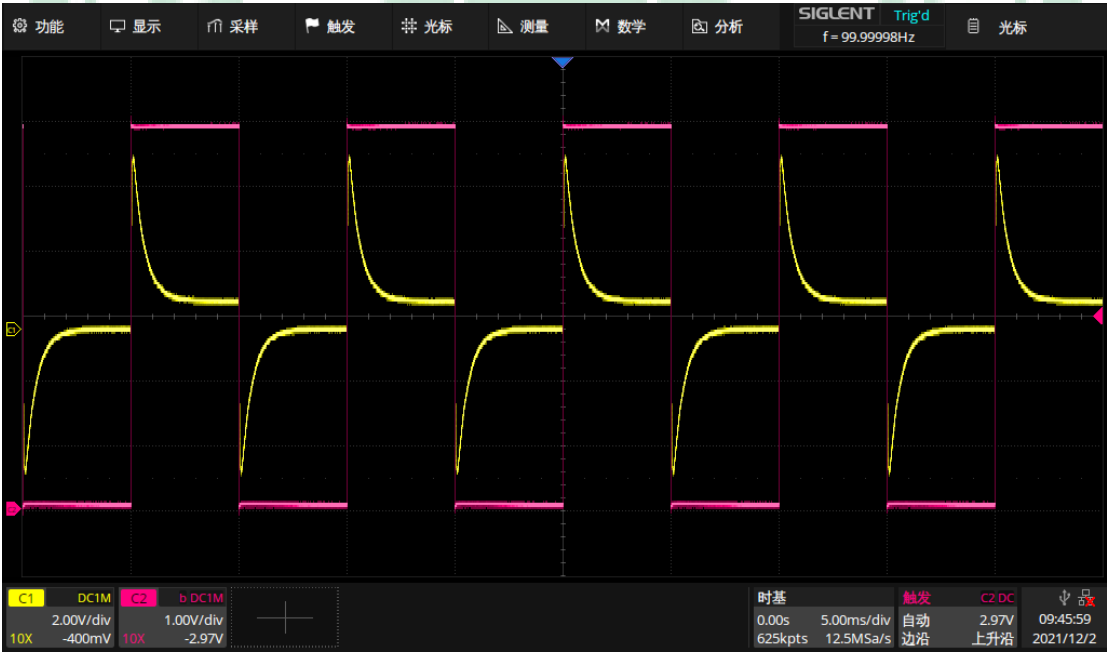 功能 显示 采样 触发 光标 测量 数学 分析 SIGLENT Trig'd 光标
f = 99.99998Hz
C1
C1 DC1M C2 b DC1M 时基 触发 C2 DC
2.00V/div 1.00V/div 0.00s 5.00ms/div 自动 2.97V 09:45:59
10X -400mV 10X -2.97V 625kpts 12.5MSa/s 边沿 上升沿 2021/12/2